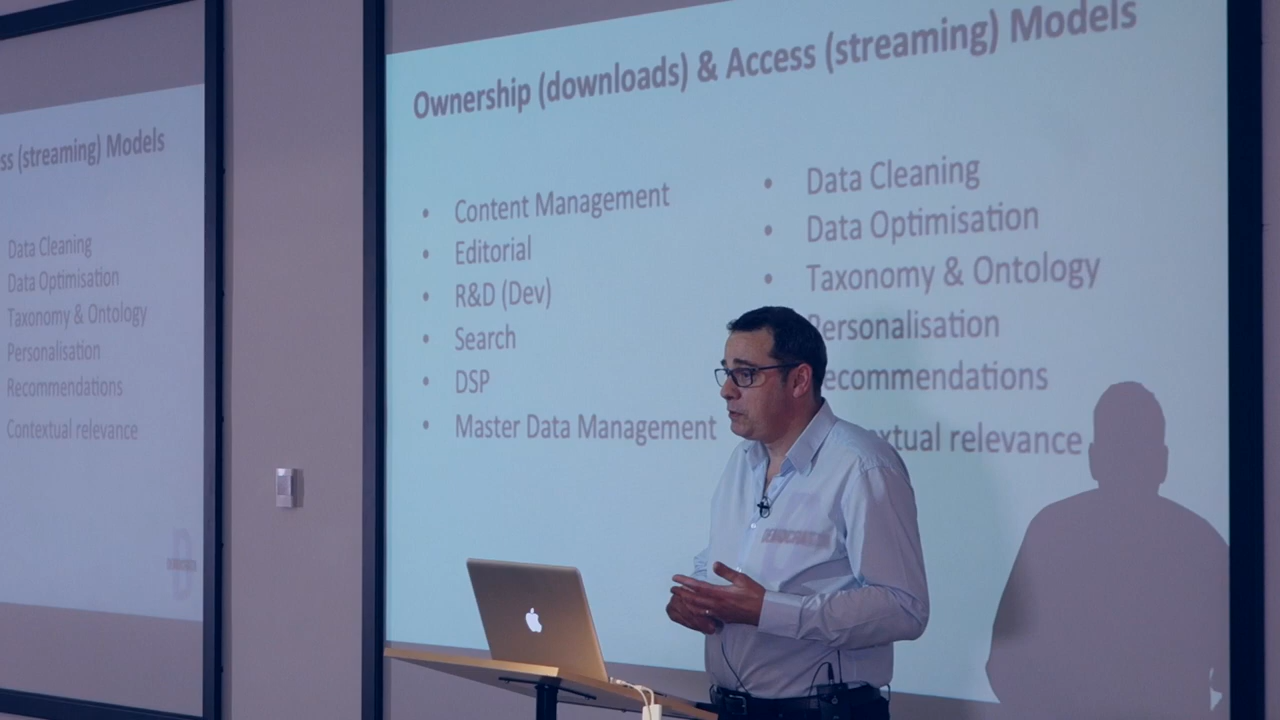 Ownership (downloads) & Access (streaming) Models
• Content Management
• Editorial
• R&D (Dev)
• Search
• DSP
• Master Data Management
• Data Cleaning
• Data Optimisation
• Taxonomy & Ontology
Personalisation
ecommendations
xtual relevance
ss (streaming) Models
Data Cleaning
Data Optimisation
Taxonomy & Ontology
Personalisation
Recommendations
Contextual relevance